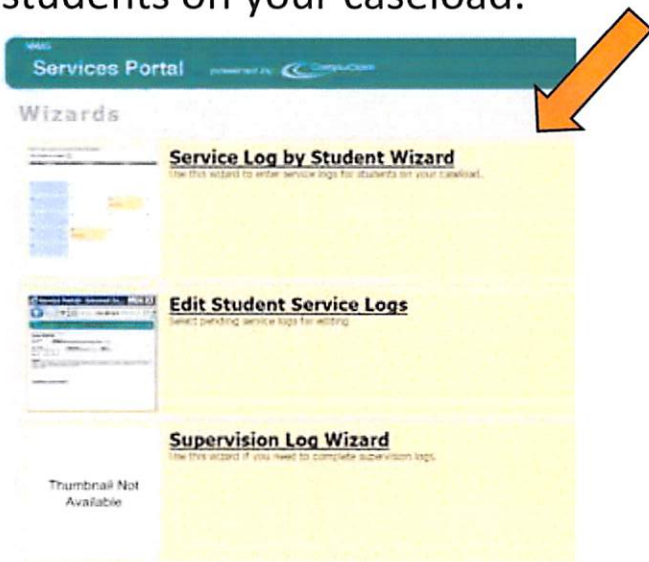 students on your caseload.
Services Portal powered by
Wizards
Service Log by Student Wizard
Use this wizard to enter service logs for students on your caseload.
Edit Student Service Logs
Select pending service logs for editing
Supervision Log Wizard
Use this wizard if you need to complete supervision logs.
Thumbnail Not
Available